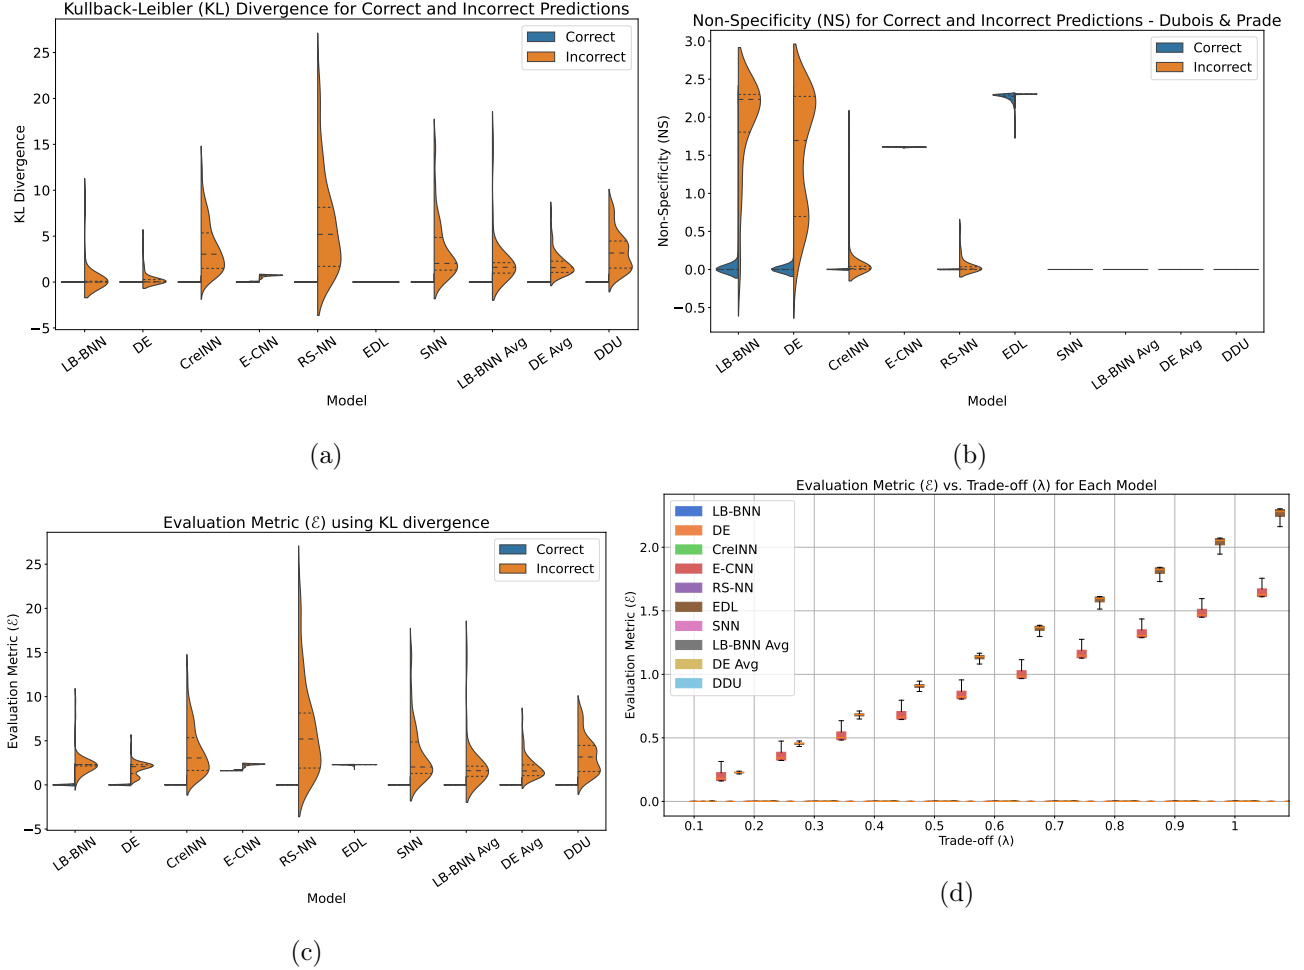 Kullback-Leibler (KL) Divergence for Correct and Incorrect Predictions
Correct
Incorrect
25
20
15
10
5
0
−5
KL Divergence
LB-BNN
DE
CreINN
E-CNN
RS-NN
EDL
SNN
LB-BNN Avg
DE Avg
DDU
Model
(a)
Non-Specificity (NS) for Correct and Incorrect Predictions - Dubois & Prade
Correct
Incorrect
3.0
2.5
2.0
1.5
1.0
0.5
0.0
−0.5
Non-Specificity (NS)
LB-BNN
DE
CreINN
E-CNN
RS-NN
EDL
SNN
LB-BNN Avg
DE Avg
DDU
Model
(b)
Evaluation Metric (ℰ) using KL divergence
Correct
Incorrect
25
20
15
10
5
0
−5
Evaluation Metric (ℰ)
LB-BNN
DE
CreINN
E-CNN
RS-NN
EDL
SNN
LB-BNN Avg
DE Avg
DDU
Model
(c)
Evaluation Metric (ℰ) vs. Trade-off (λ) for Each Model
LB-BNN
DE
CreINN
E-CNN
RS-NN
EDL
SNN
LB-BNN Avg
DE Avg
DDU
2.0
1.5
1.0
0.5
0.0
Evaluation Metric (ℰ)
0.1 0.2 0.3 0.4 0.5 0.6 0.7 0.8 0.9 1
Trade-off (λ)
(d)